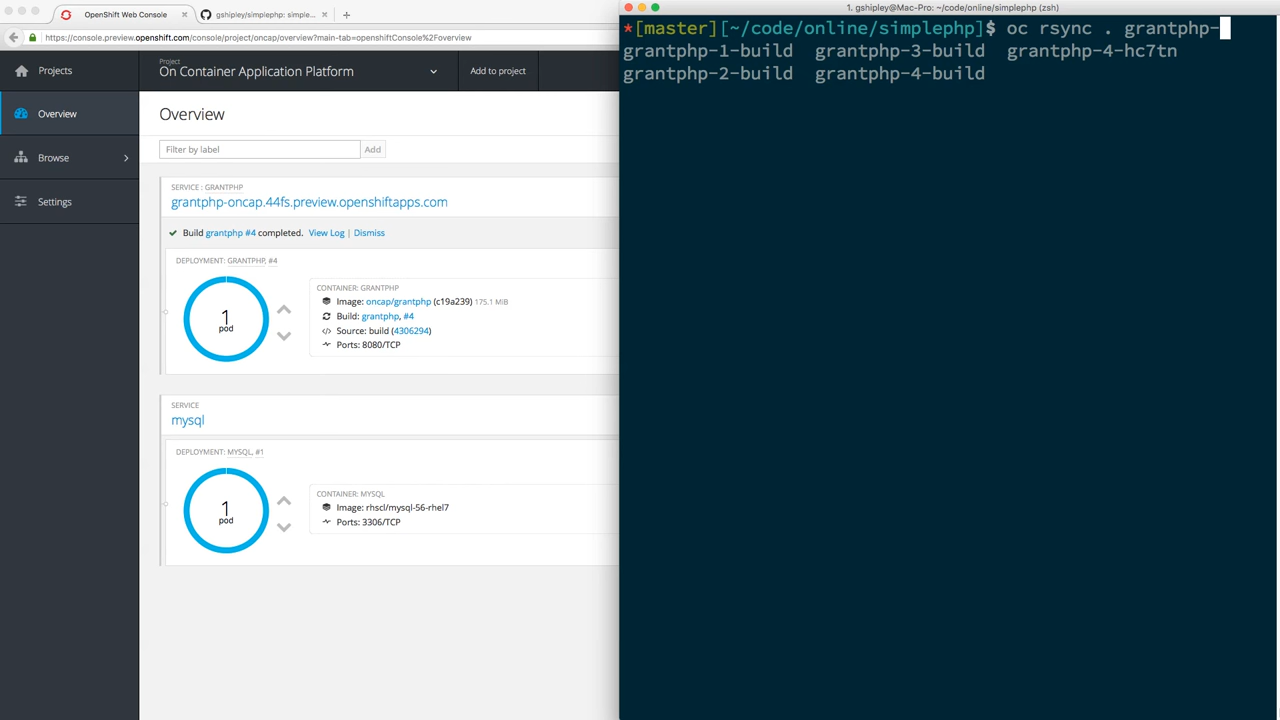 OpenShift Web Console
gshipley/simplephp: simple...
https://console.preview.openshift.com/console/project/oncap/overview?main-tab=openshiftConsole%2Foverview
Projects
Project
On Container Application Platform
Add to project
Overview
Browse
Settings
Overview
Filter by label
Add
SERVICE : GRANTPHP
grantphp-oncap.44fs.preview.openshiftapps.com
Build grantphp #4 completed. View Log | Dismiss
DEPLOYMENT: GRANTPHP, #4
1
pod
CONTAINER: GRANTPHP
Image: oncap/grantphp (c19a239) 175.1 MiB
Build: grantphp, #4
Source: build (4306294)
Ports: 8080/TCP
SERVICE
mysql
DEPLOYMENT: MYSQL, #1
1
pod
CONTAINER: MYSQL
Image: rhscl/mysql-56-rhel7
Ports: 3306/TCP
1. gshipley@Mac-Pro: ~/code/online/simplephp (zsh)
*[master][~/code/online/simplephp]$ oc rsync . grantphp-
grantphp-1-build grantphp-3-build grantphp-4-hc7tn
grantphp-2-build grantphp-4-build